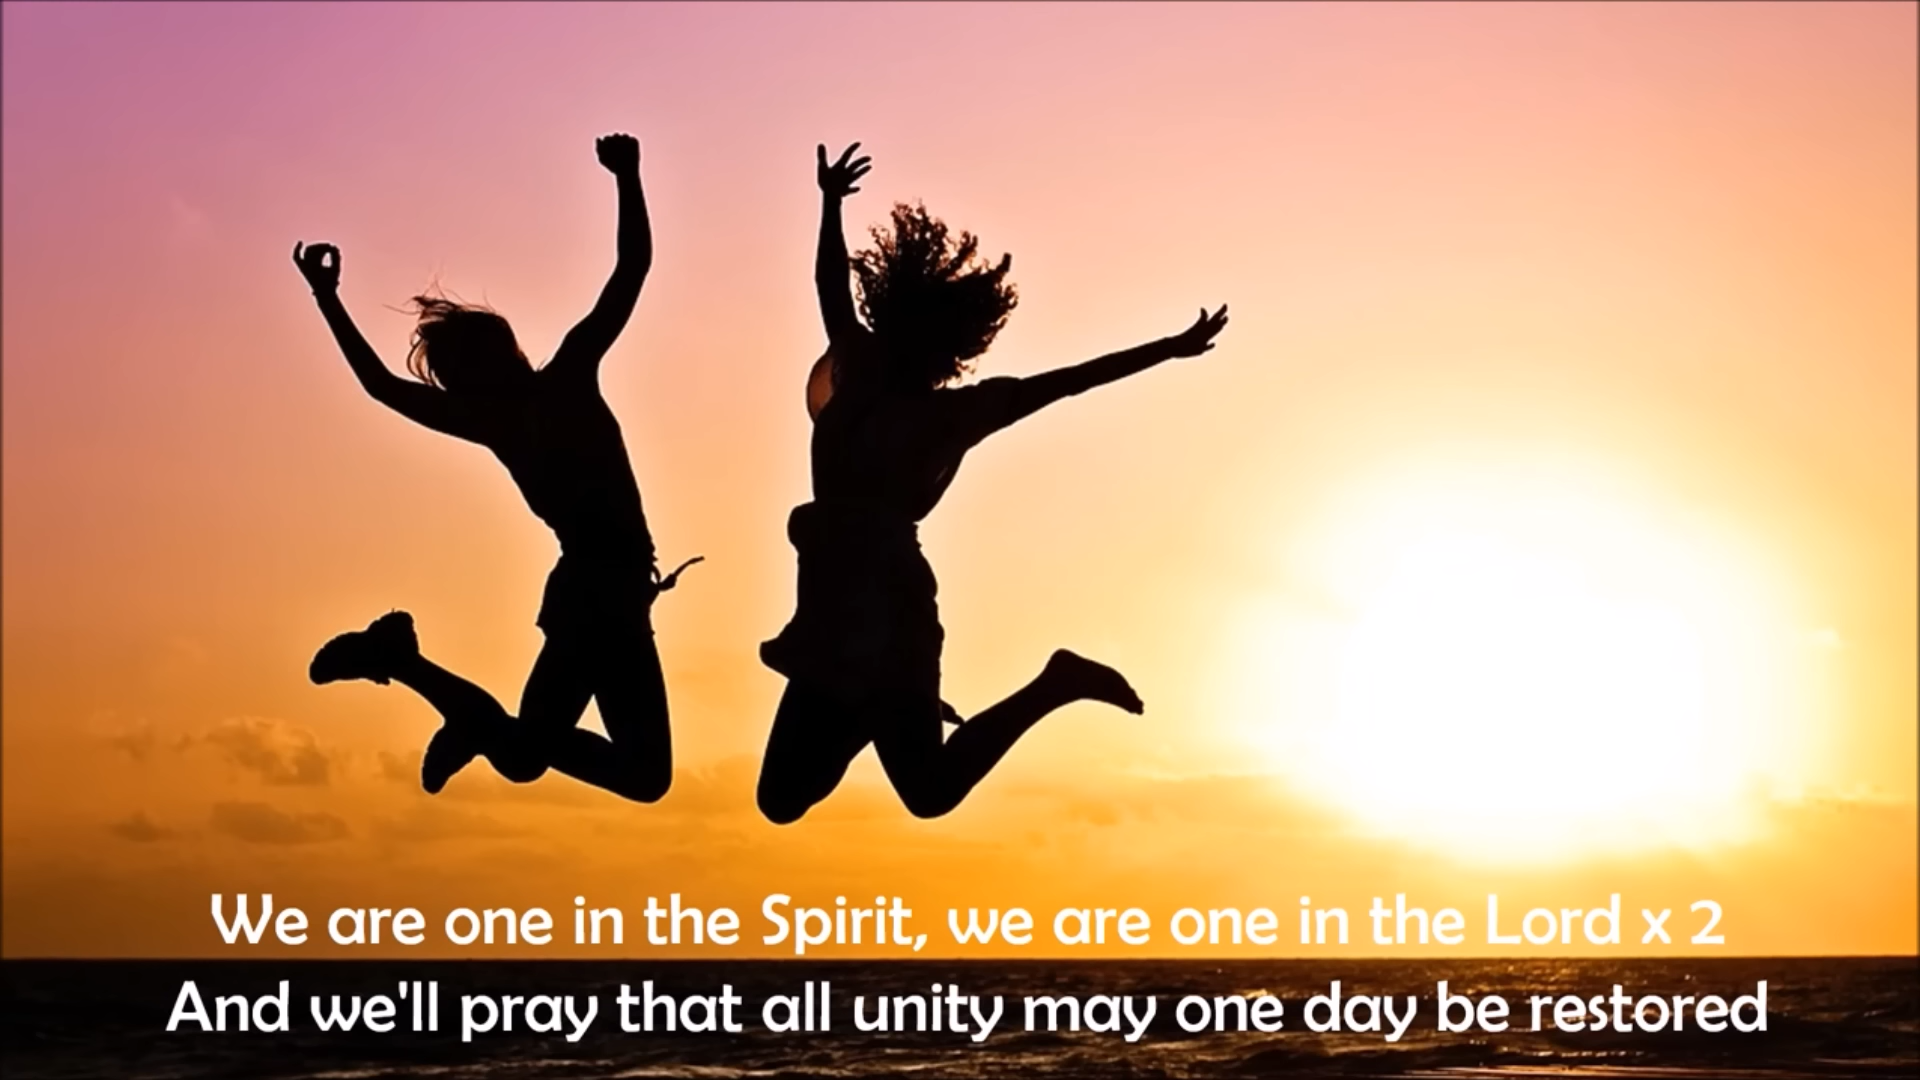 We are one in the Spirit, we are one in the Lord x 2
And we'll pray that all unity may one day be restored